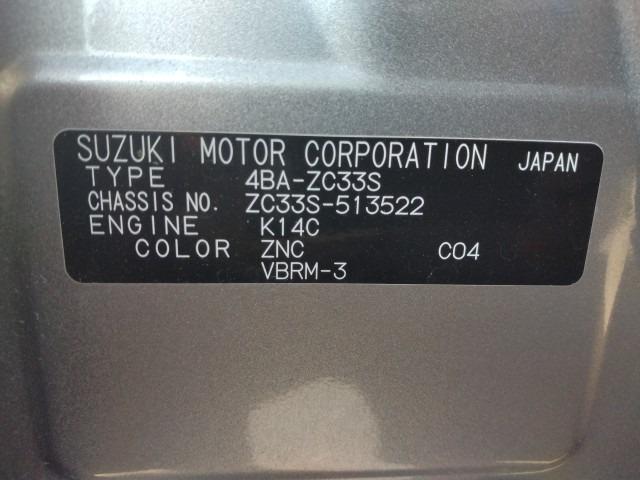 SUZUKI MOTOR CORPORATION JAPAN
TYPE 4BA-ZC33S
CHASSIS NO. ZC33S-513522
ENGINE K14C
COLOR ZNC C04
VBRM-3